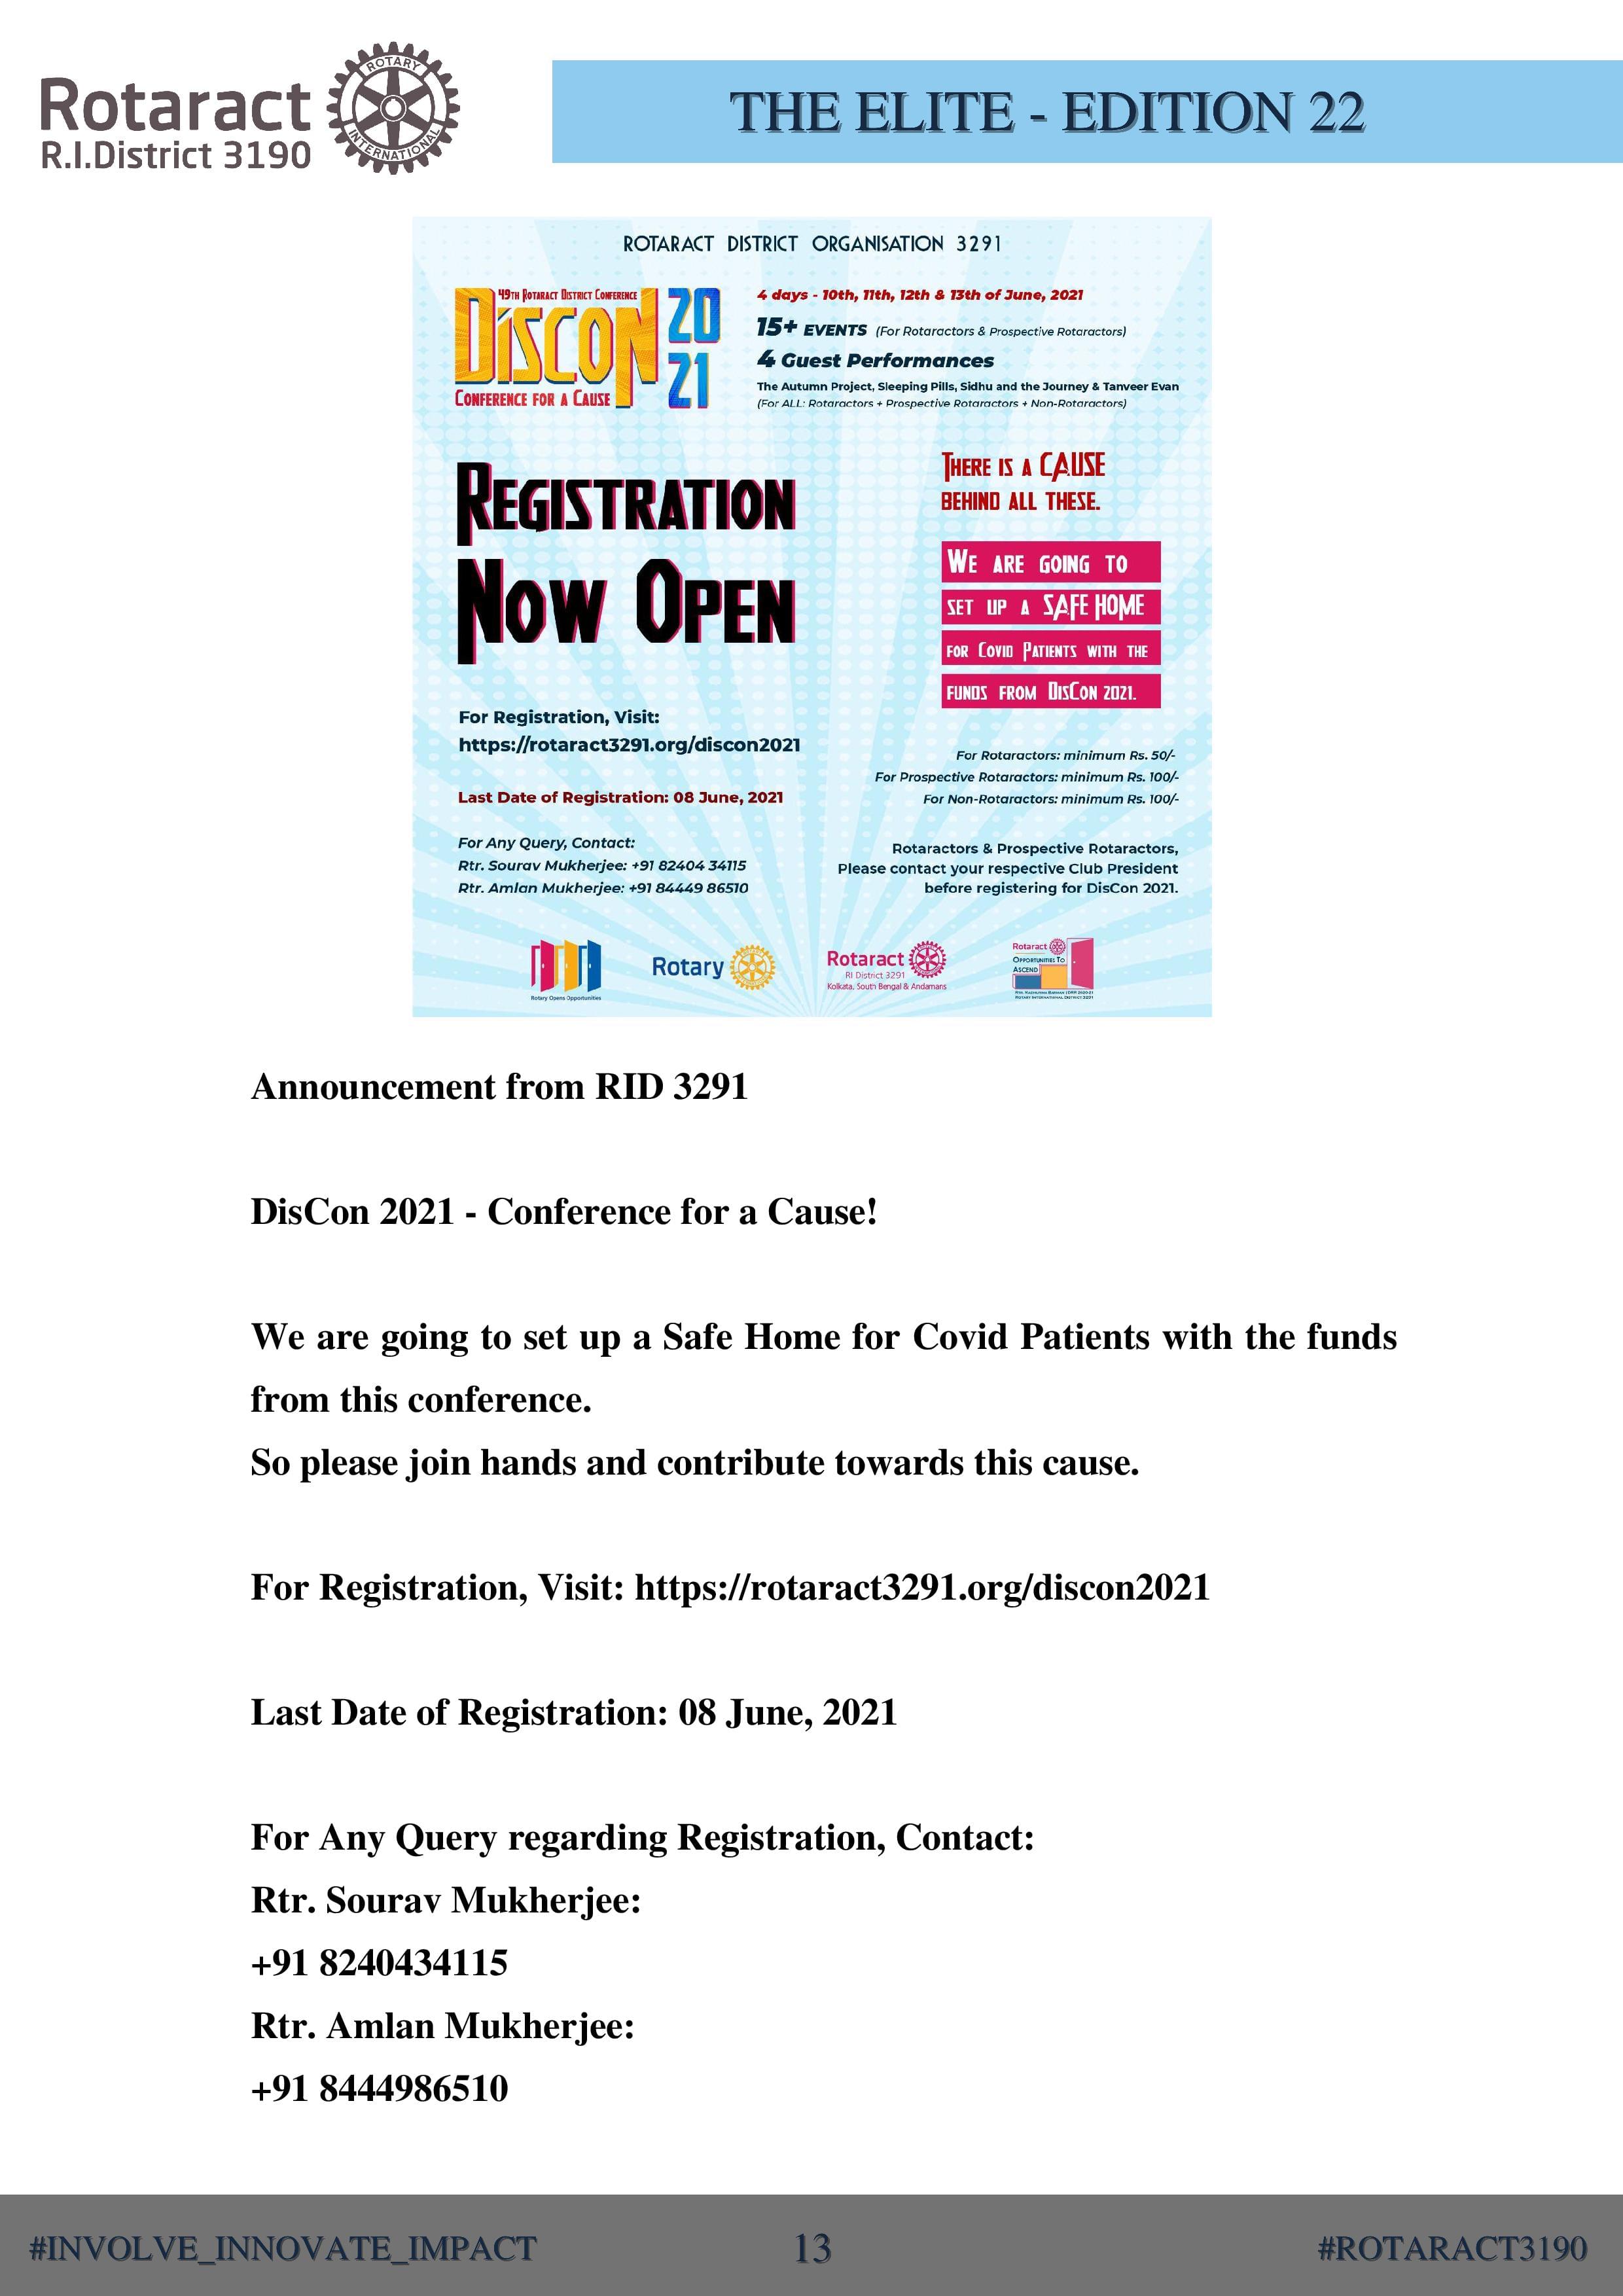 Rotaract
R.I.District 3190
ROTARY
INTERNATIONAL
THE ELITE - EDITION 22
ROTARACT DISTRICT ORGANISATION 3291
49TH ROTARACT DISTRICT CONFERENCE
DISCON
20
21
CONFERENCE FOR A CAUSE
4 days - 10th, 11th, 12th & 13th of June, 2021
15+ EVENTS (For Rotaractors & Prospective Rotaractors)
4 Guest Performances
The Autumn Project, Sleeping Pills, Sidhu and the Journey & Tanveer Evan
(For ALL: Rotaractors + Prospective Rotaractors + Non-Rotaractors)
REGISTRATION
NOW OPEN
THERE IS A CAUSE
BEHIND ALL THESE.
WE ARE GOING TO
SET UP A SAFE HOME
FOR COVID PATIENTS WITH THE
FUNDS FROM DISCON 2021.
For Registration, Visit:
https://rotaract3291.org/discon2021
Last Date of Registration: 08 June, 2021
For Any Query, Contact:
Rtr. Sourav Mukherjee: +91 82404 34115
Rtr. Amlan Mukherjee: +91 84449 86510
For Rotaractors: minimum Rs. 50/-
For Prospective Rotaractors: minimum Rs. 100/-
For Non-Rotaractors: minimum Rs. 100/-
Rotaractors & Prospective Rotaractors,
Please contact your respective Club President
before registering for DisCon 2021.
Rotary Opens Opportunities
Rotary
Rotaract
RI District 3291
Kolkata, South Bengal & Andamans
Rotaract
OPPORTUNITIES TO
ASCEND
ROTARY INTERNATIONAL DISTRICT 3291
Announcement from RID 3291
DisCon 2021 - Conference for a Cause!
We are going to set up a Safe Home for Covid Patients with the funds
from this conference.
So please join hands and contribute towards this cause.
For Registration, Visit: https://rotaract3291.org/discon2021
Last Date of Registration: 08 June, 2021
For Any Query regarding Registration, Contact:
Rtr. Sourav Mukherjee:
+91 8240434115
Rtr. Amlan Mukherjee:
+91 8444986510
#INVOLVE_INNOVATE_IMPACT
13
#ROTARACT3190